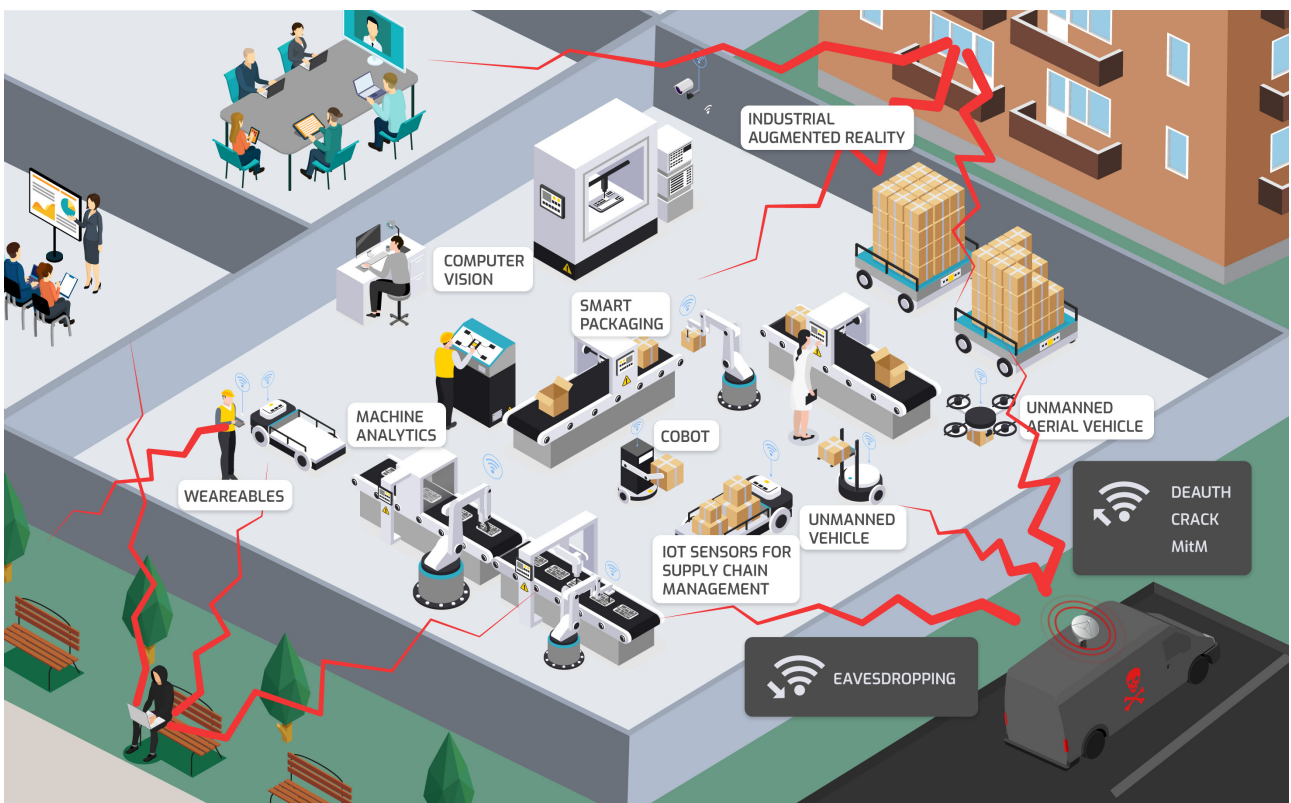 INDUSTRIAL
AUGMENTED REALITY
COMPUTER
VISION
SMART
PACKAGING
MACHINE
ANALYTICS
COBOT
UNMANNED
AERIAL VEHICLE
WEAREABLES
UNMANNED
VEHICLE
IOT SENSORS FOR
SUPPLY CHAIN
MANAGEMENT
DEAUTH
CRACK
MitM
EAVESDROPPING